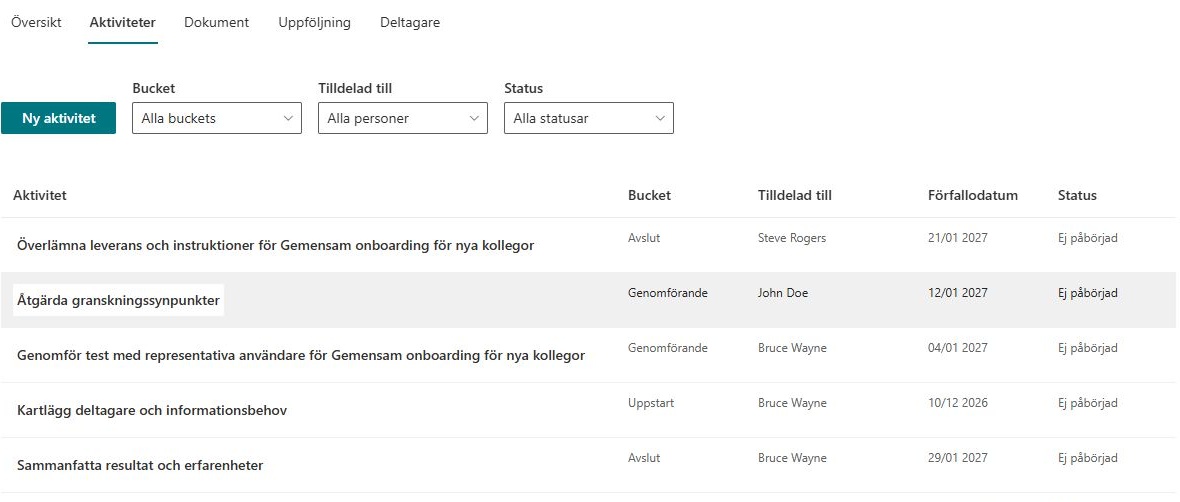 Översikt Aktiviteter Dokument Uppföljning Deltagare
Bucket Tilldelad till Status
Ny aktivitet Alla buckets Alla personer Alla statusar
Aktivitet Bucket Tilldelad till Förfallodatum Status
Överlämna leverans och instruktioner för Gemensam onboarding för nya kollegor Avslut Steve Rogers 21/01 2027 Ej påbörjad
Åtgärda granskningssynpunkter Genomförande John Doe 12/01 2027 Ej påbörjad
Genomför test med representativa användare för Gemensam onboarding för nya kollegor Genomförande Bruce Wayne 04/01 2027 Ej påbörjad
Kartlägg deltagare och informationsbehov Uppstart Bruce Wayne 10/12 2026 Ej påbörjad
Sammanfatta resultat och erfarenheter Avslut Bruce Wayne 29/01 2027 Ej påbörjad